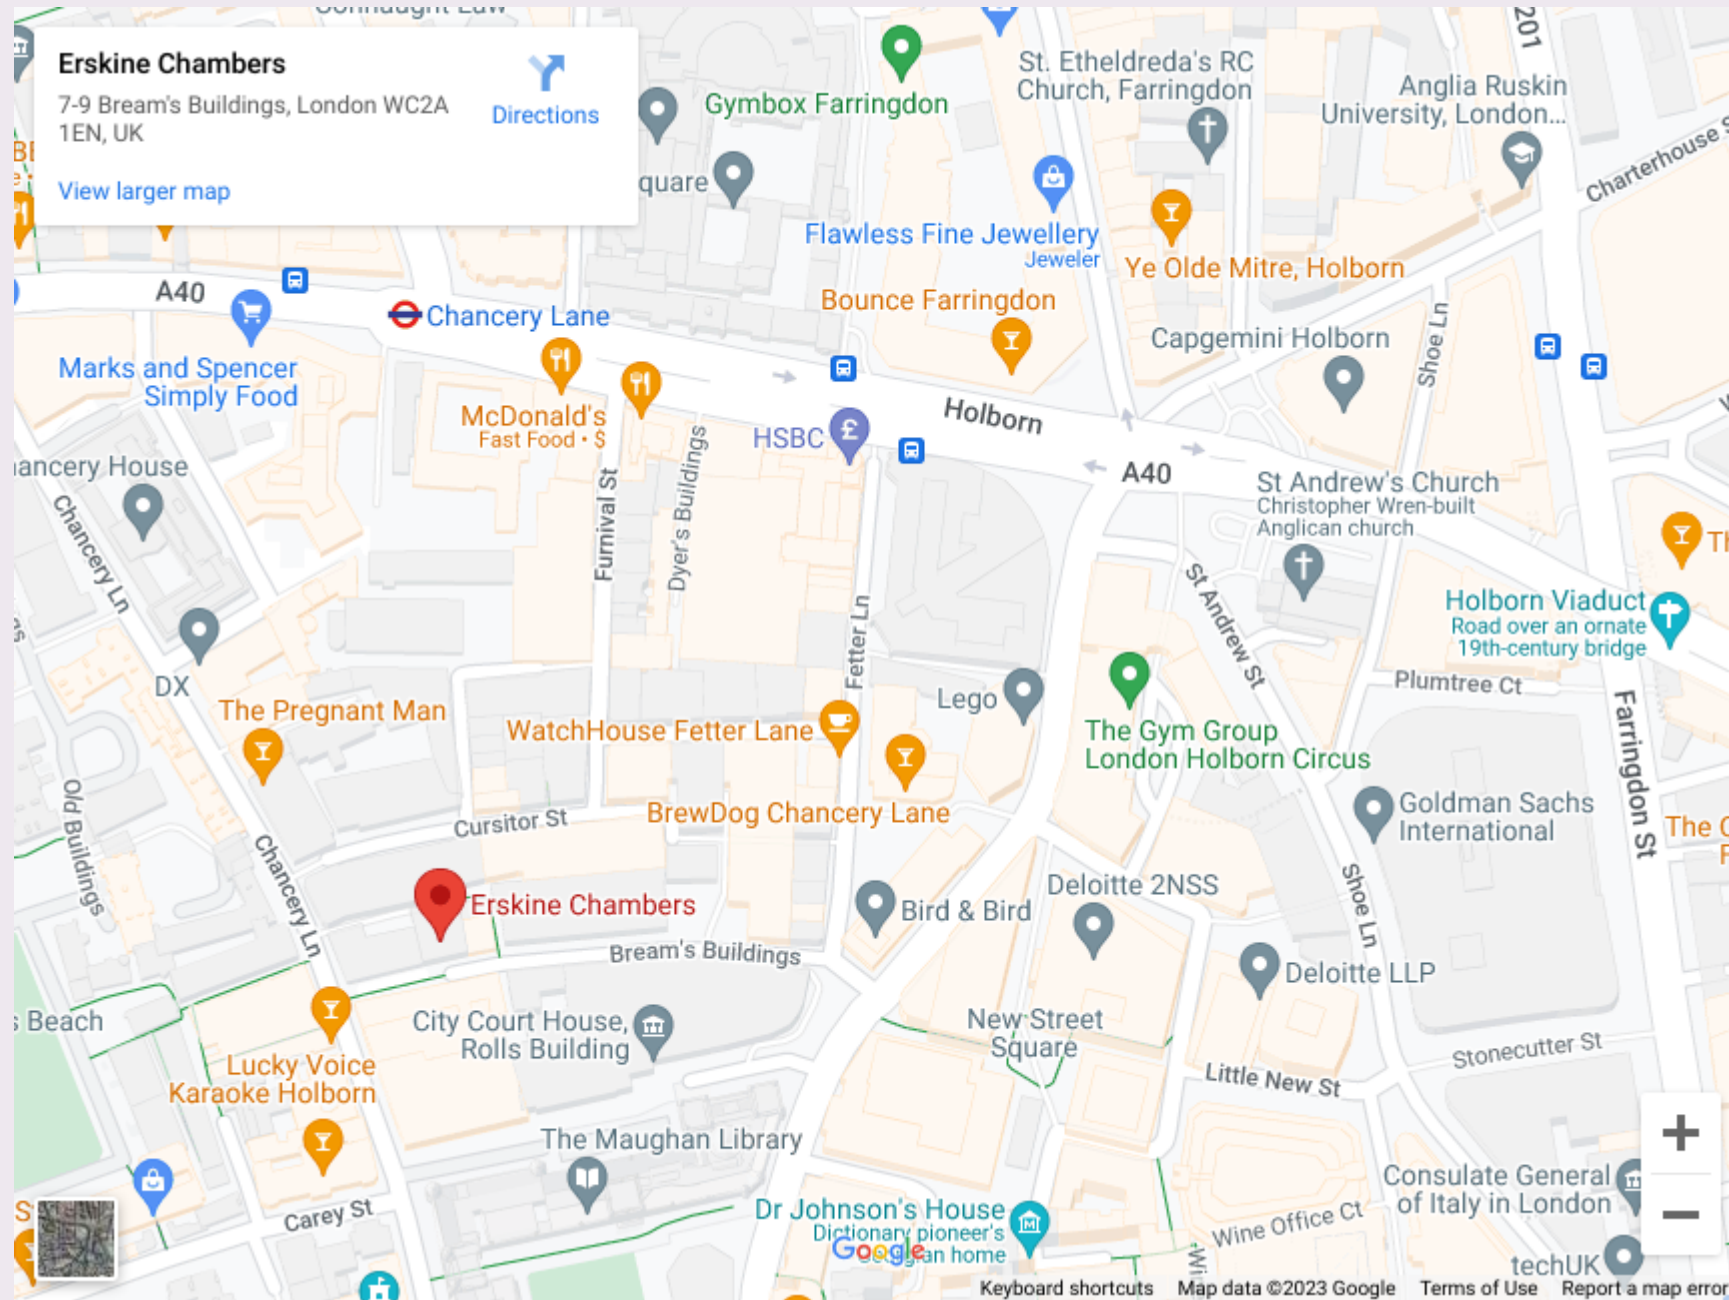 Connaught Law
Erskine Chambers
7-9 Bream's Buildings, London WC2A
1EN, UK
Directions
View larger map
Gymbox Farringdon
St. Etheldreda's RC
Church, Farringdon
Anglia Ruskin
University, London...
201
Charterhouse S
quare
Flawless Fine Jewellery
Jeweler
Ye Olde Mitre, Holborn
Bounce Farringdon
A40
Chancery Lane
Marks and Spencer
Simply Food
McDonald's
Fast Food • $
HSBC
£
Holborn
A40
Capgemini Holborn
Shoe Ln
ancery House
Chancery Ln
Furnival St
Dyer's Buildings
St Andrew's Church
Christopher Wren-built
Anglican church
Th
Holborn Viaduct
Road over an ornate
19th-century bridge
St Andrew St
Fetter Ln
DX
The Pregnant Man
WatchHouse Fetter Lane
Lego
The Gym Group
London Holborn Circus
Plumtree Ct
Farringdon St
BrewDog Chancery Lane
Cursitor St
Old Buildings
Chancery Ln
Goldman Sachs
International
The
Erskine Chambers
Bird & Bird
Deloitte 2NSS
Shoe Ln
Bream's Buildings
Deloitte LLP
s Beach
City Court House,
Rolls Building
New Street
Square
Stonecutter St
Little New St
Lucky Voice
Karaoke Holborn
The Maughan Library
Carey St
Dr Johnson's House
Dictionary pioneer's
Wine Office Ct
Win
Consulate General
of Italy in London
techUK
+
−
Google
an home
Keyboard shortcuts
Map data ©2023 Google
Terms of Use
Report a map error